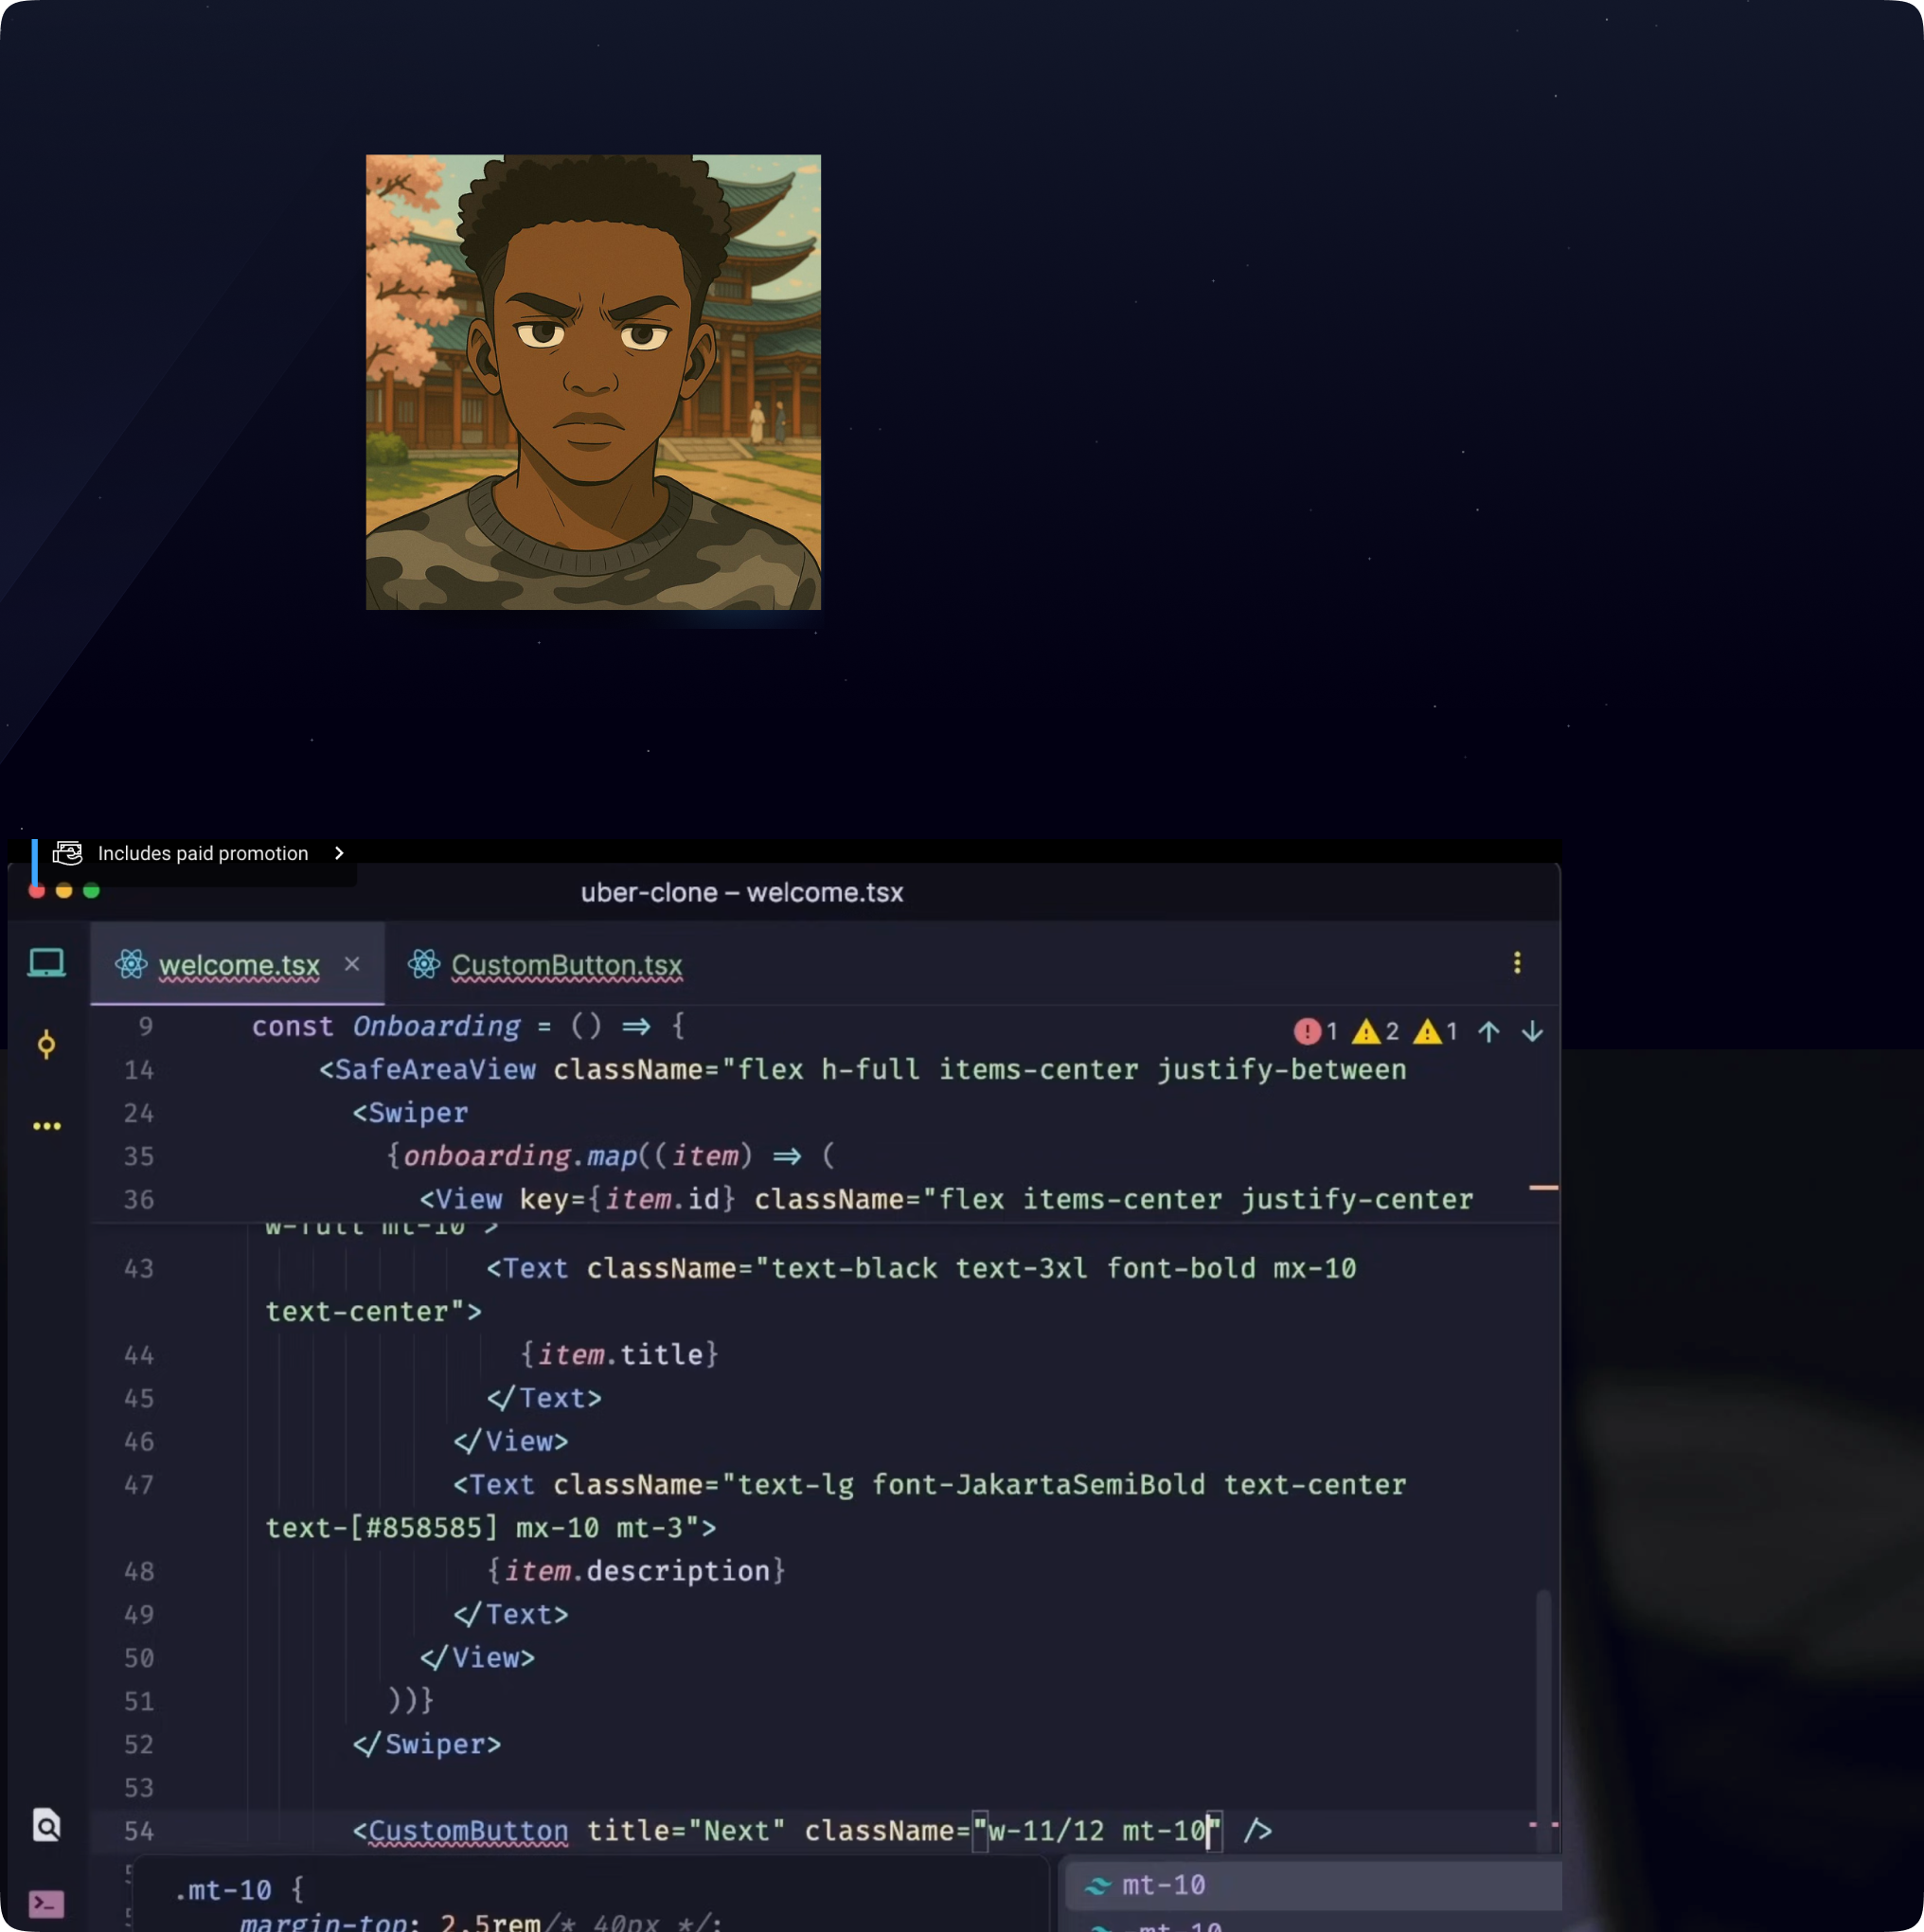 Includes paid promotion
uber-clone – welcome.tsx
welcome.tsx
CustomButton.tsx
9 const Onboarding = () => {
1 2 1
14 <SafeAreaView className="flex h-full items-center justify-between
24 <Swiper
35 {onboarding.map((item) => (
36 <View key={item.id} className="flex items-center justify-center
w-full mt-10">
43 <Text className="text-black text-3xl font-bold mx-10
text-center">
44 {item.title}
45 </Text>
46 </View>
47 <Text className="text-lg font-JakartaSemiBold text-center
text-[#858585] mx-10 mt-3">
48 {item.description}
49 </Text>
50 </View>
51 ))}
52 </Swiper>
53
54 <CustomButton title="Next" className="w-11/12 mt-10" />
.mt-10 {
margin-top: 2.5rem/* 40px */;
mt-10
-mt-10